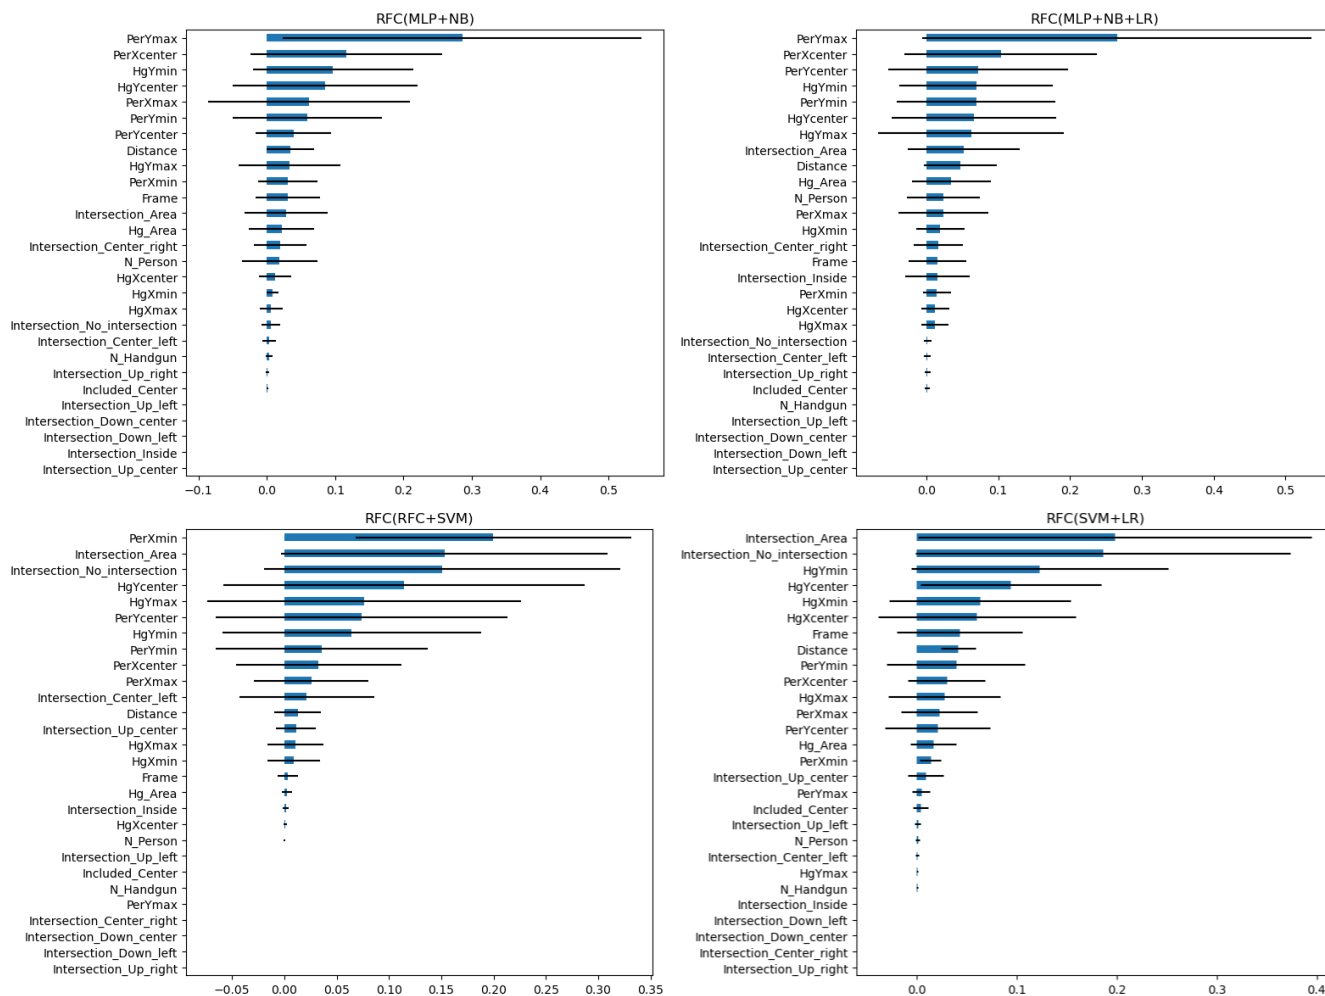 RFC(MLP+NB)
PerYmax
PerXcenter
HgYmin
HgYcenter
PerXmax
PerYmin
PerYcenter
Distance
HgYmax
PerXmin
Frame
Intersection_Area
Hg_Area
Intersection_Center_right
N_Person
HgXcenter
HgXmin
HgXmax
Intersection_No_intersection
Intersection_Center_left
N_Handgun
Intersection_Up_right
Included_Center
Intersection_Up_left
Intersection_Down_center
Intersection_Down_left
Intersection_Inside
Intersection_Up_center
−0.1 0.0 0.1 0.2 0.3 0.4 0.5
RFC(MLP+NB+LR)
PerYmax
PerXcenter
PerYcenter
HgYmin
PerYmin
HgYcenter
HgYmax
Intersection_Area
Distance
Hg_Area
N_Person
PerXmax
HgXmin
Intersection_Center_right
Frame
Intersection_Inside
PerXmin
HgXcenter
HgXmax
Intersection_No_intersection
Intersection_Center_left
Intersection_Up_right
Included_Center
N_Handgun
Intersection_Up_left
Intersection_Down_center
Intersection_Down_left
Intersection_Up_center
0.0 0.1 0.2 0.3 0.4 0.5
RFC(RFC+SVM)
PerXmin
Intersection_Area
Intersection_No_intersection
HgYcenter
HgYmax
PerYcenter
HgYmin
PerYmin
PerXcenter
PerXmax
Intersection_Center_left
Distance
Intersection_Up_center
HgXmax
HgXmin
Frame
Hg_Area
Intersection_Inside
HgXcenter
N_Person
Intersection_Up_left
Included_Center
N_Handgun
PerYmax
Intersection_Center_right
Intersection_Down_center
Intersection_Down_left
Intersection_Up_right
−0.05 0.00 0.05 0.10 0.15 0.20 0.25 0.30 0.35
RFC(SVM+LR)
Intersection_Area
Intersection_No_intersection
HgYmin
HgYcenter
HgXmin
HgXcenter
Frame
Distance
PerYmin
PerXcenter
HgXmax
PerXmax
PerYcenter
Hg_Area
PerXmin
Intersection_Up_center
PerYmax
Included_Center
Intersection_Up_left
N_Person
Intersection_Center_left
HgYmax
N_Handgun
Intersection_Inside
Intersection_Down_left
Intersection_Down_center
Intersection_Center_right
Intersection_Up_right
0.0 0.1 0.2 0.3 0.4